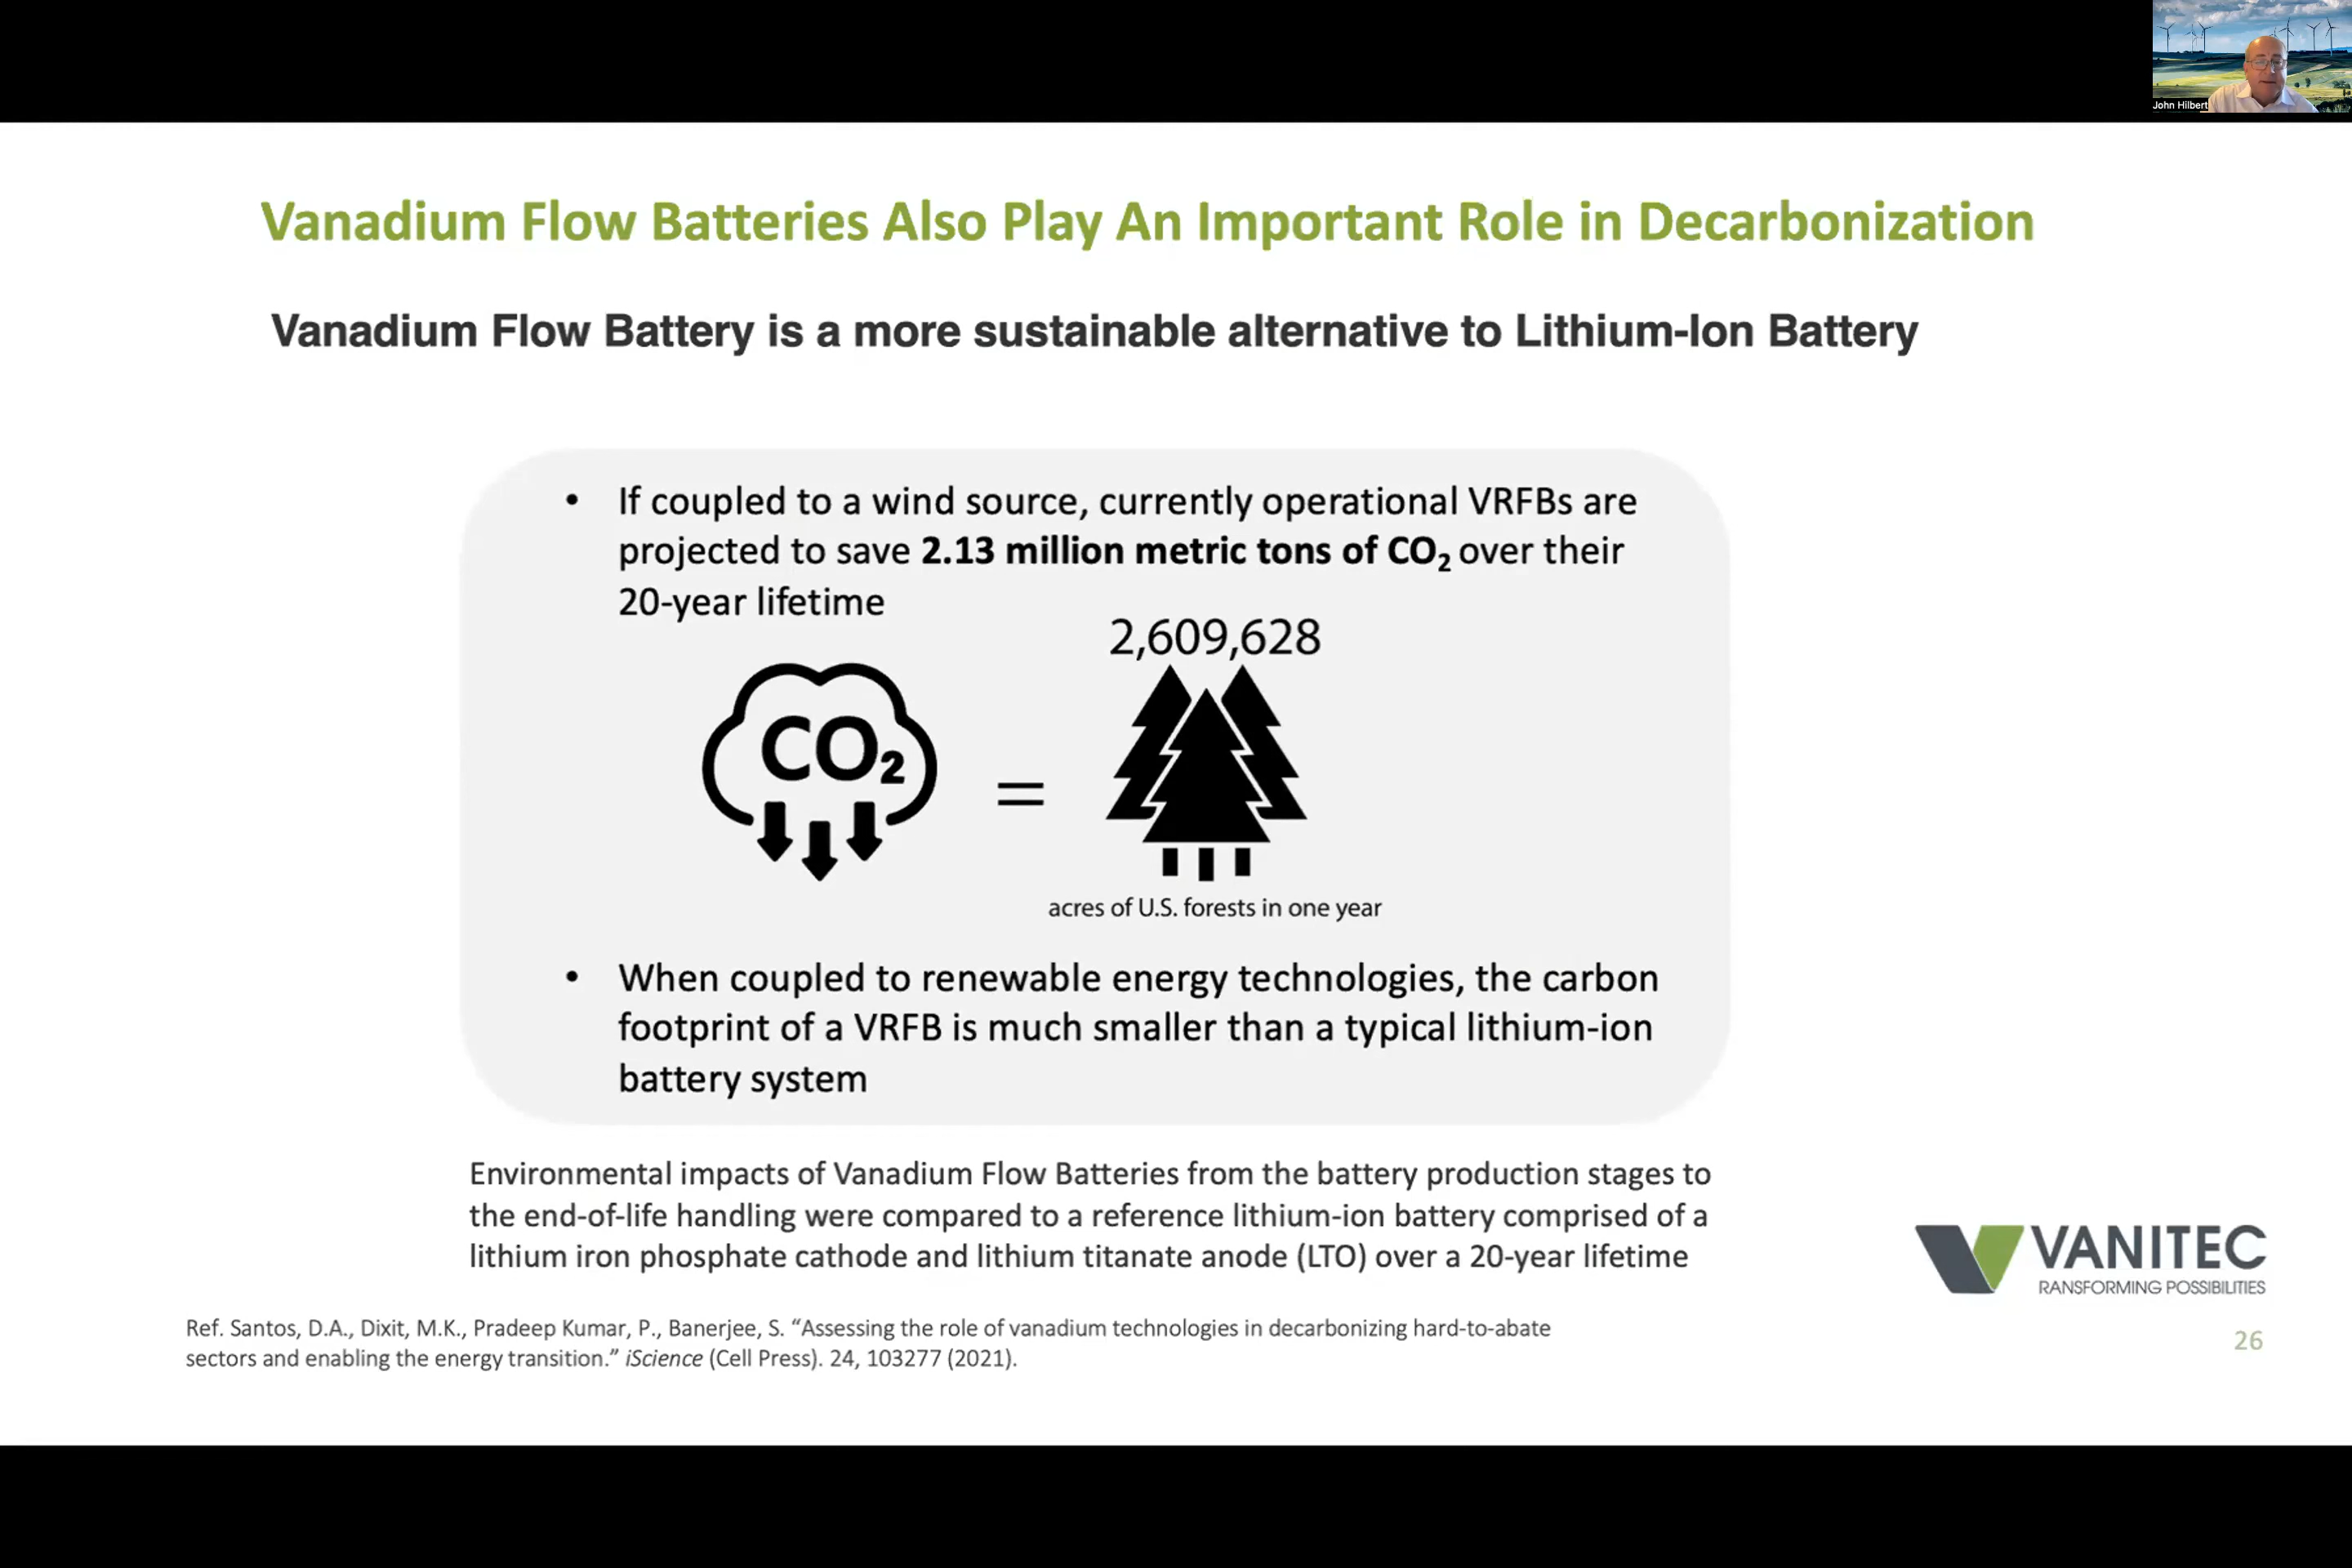 John Hilbert
Vanadium Flow Batteries Also Play An Important Role in Decarbonization
Vanadium Flow Battery is a more sustainable alternative to Lithium-Ion Battery
• If coupled to a wind source, currently operational VRFBs are
projected to save 2.13 million metric tons of CO₂ over their
20-year lifetime
2,609,628
CO₂
=
acres of U.S. forests in one year
• When coupled to renewable energy technologies, the carbon
footprint of a VRFB is much smaller than a typical lithium-ion
battery system
Environmental impacts of Vanadium Flow Batteries from the battery production stages to
the end-of-life handling were compared to a reference lithium-ion battery comprised of a
lithium iron phosphate cathode and lithium titanate anode (LTO) over a 20-year lifetime
VANITEC
RANSFORMING POSSIBILITIES
Ref. Santos, D.A., Dixit, M.K., Pradeep Kumar, P., Banerjee, S. “Assessing the role of vanadium technologies in decarbonizing hard-to-abate
sectors and enabling the energy transition.” iScience (Cell Press). 24, 103277 (2021).
26